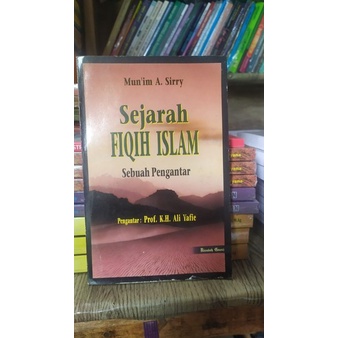 Mun'im A. Sirry
Sejarah
FIQIH ISLAM
Sebuah Pengantar
Pengantar : Prof. K.H. Ali Yafie